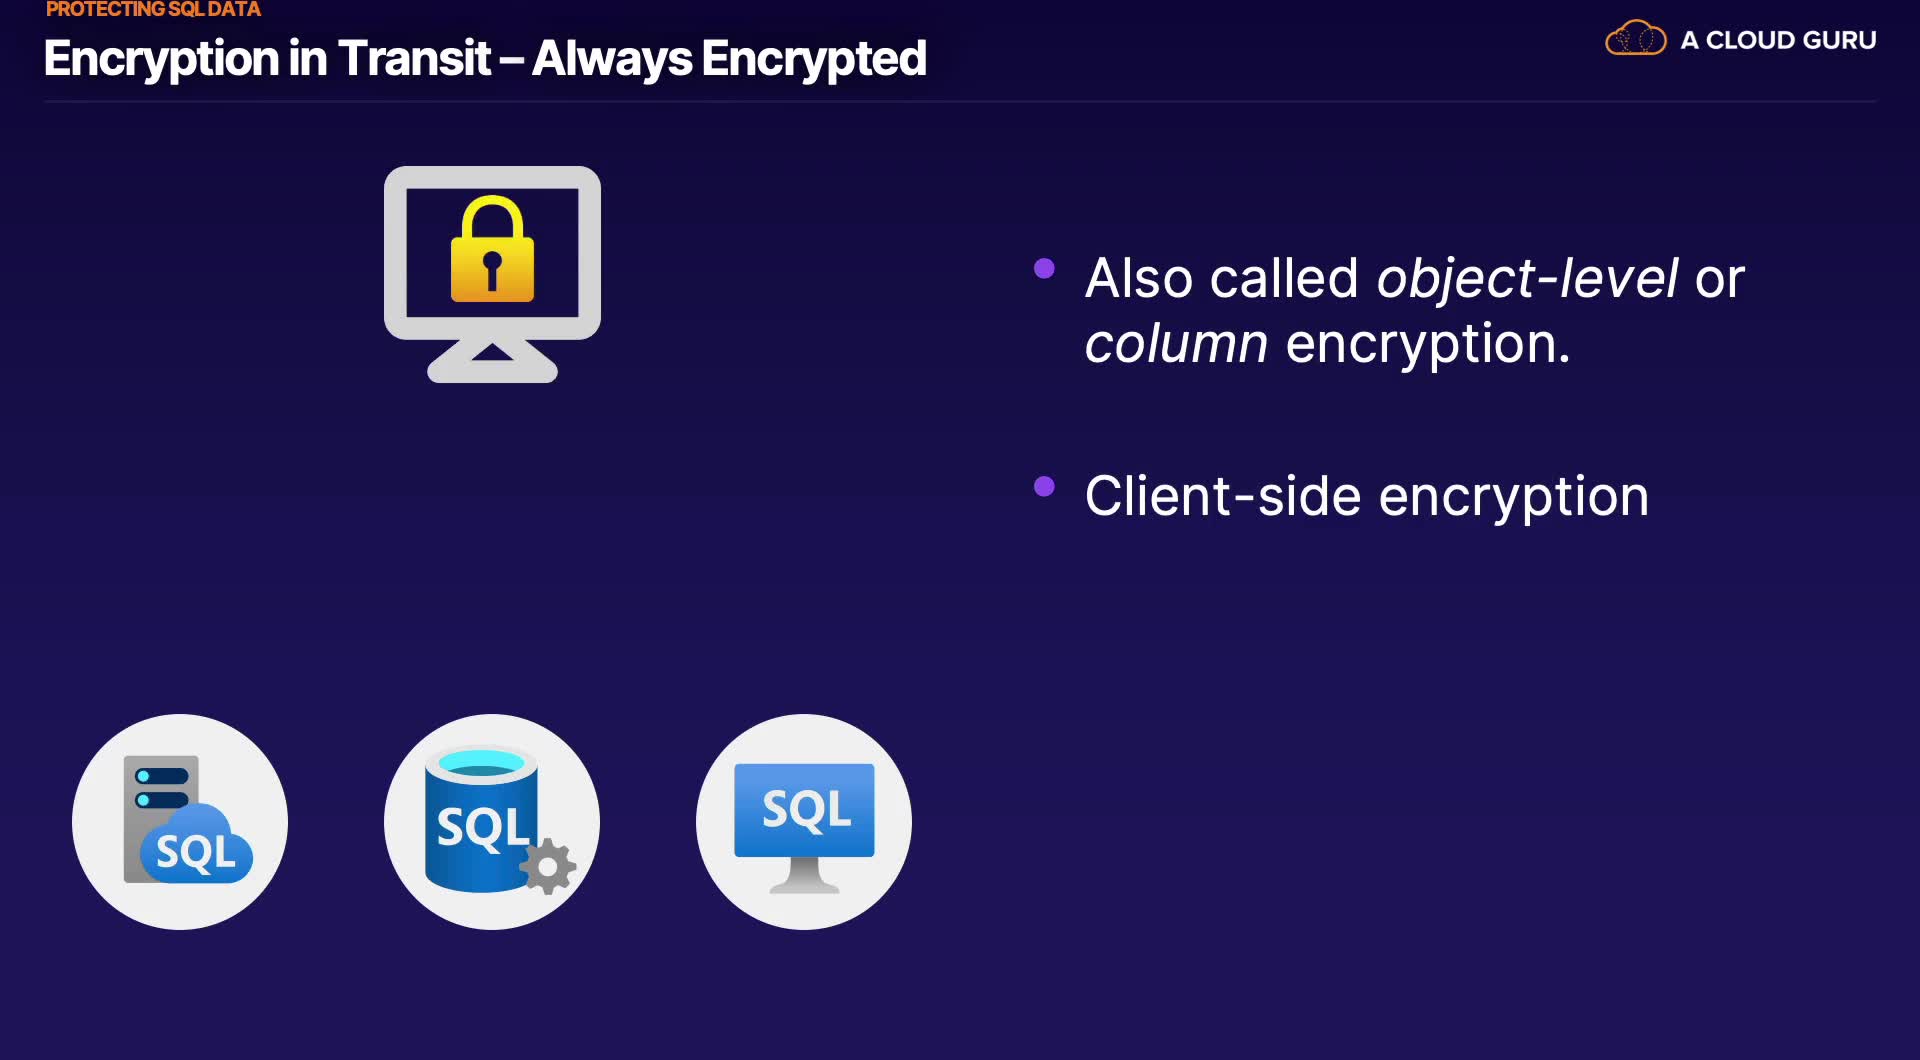 PROTECTING SQL DATA
Encryption in Transit – Always Encrypted
A CLOUD GURU
Also called object-level or
column encryption.
Client-side encryption
SQL
SQL
SQL